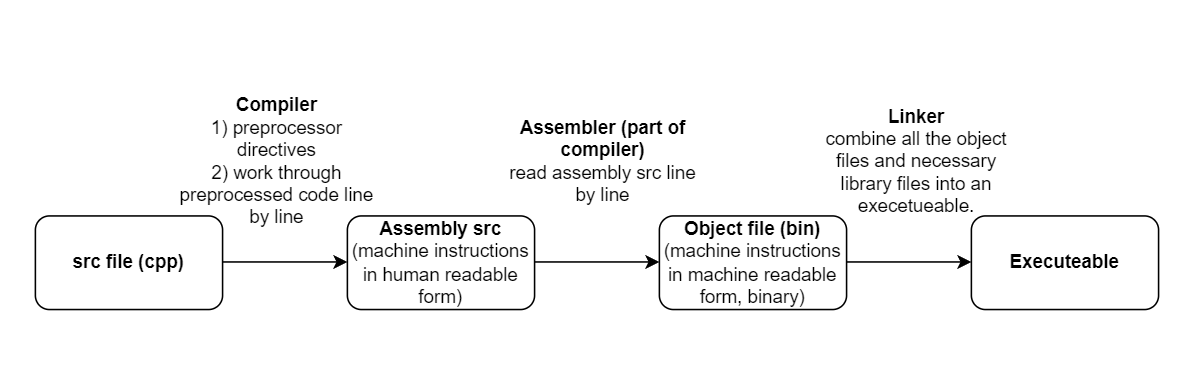 Compiler
1) preprocessor
directives
2) work through
preprocessed code line
by line
Assembler (part of
compiler)
read assembly src line
by line
Linker
combine all the object
files and necessary
library files into an
execetueable.
src file (cpp)
Assembly src
(machine instructions
in human readable
form)
Object file (bin)
(machine instructions
in machine readable
form, binary)
Executeable